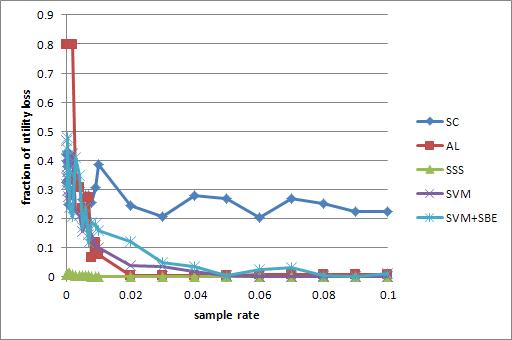 0.9
0.8
0.7
0.6
0.5
0.4
0.3
0.2
0.1
0
fraction of utility loss
0 0.02 0.04 0.06 0.08 0.1
sample rate
SC
AL
SSS
SVM
SVM+SBE